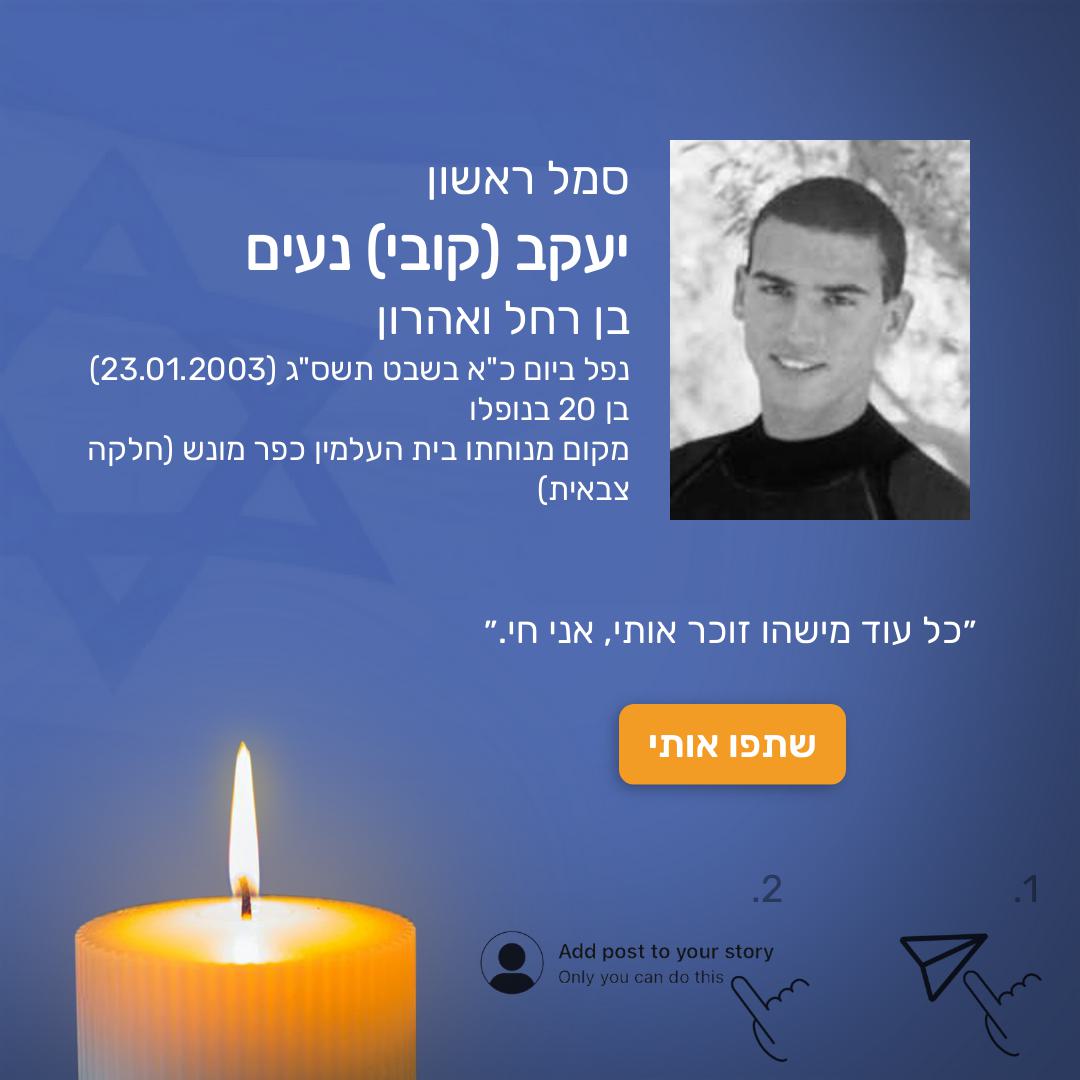 סמל ראשון
יעקב (קובי) נעים
בן רחל ואהרון
נפל ביום כ"א בשבט תשס"ג (23.01.2003)
בן 20 בנופלו
מקום מנוחתו בית העלמין כפר מונש (חלקה
צבאית)
״כל עוד מישהו זוכר אותי, אני חי.״
שתפו אותי
1.
2.
Add post to your story
Only you can do this